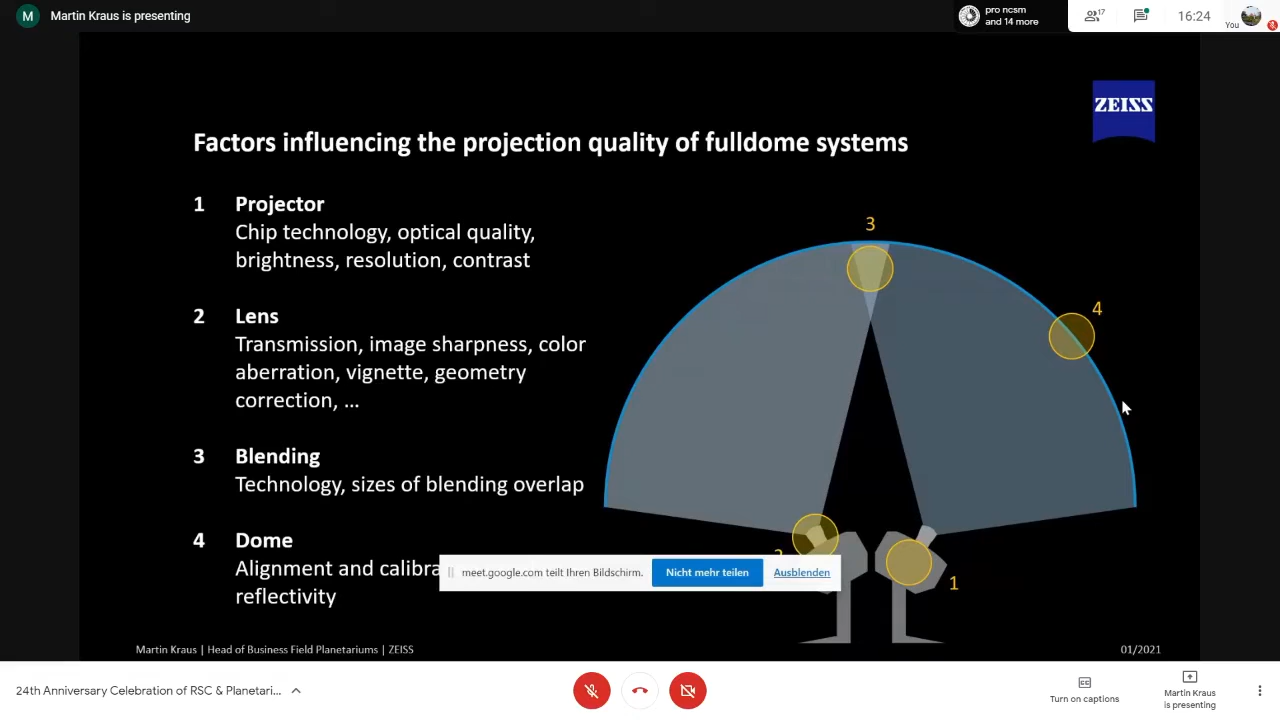 M Martin Kraus is presenting
pro ncsm
and 14 more
17
16:24
You
ZEISS
Factors influencing the projection quality of fulldome systems
1 Projector
Chip technology, optical quality,
brightness, resolution, contrast
2 Lens
Transmission, image sharpness, color
aberration, vignette, geometry
correction, ...
3 Blending
Technology, sizes of blending overlap
4 Dome
Alignment and calibra
reflectivity
3
4
2
1
meet.google.com teilt Ihren Bildschirm.
Nicht mehr teilen
Ausblenden
Martin Kraus | Head of Business Field Planetariums | ZEISS
01/2021
24th Anniversary Celebration of RSC & Planetari...
Turn on captions
Martin Kraus
is presenting